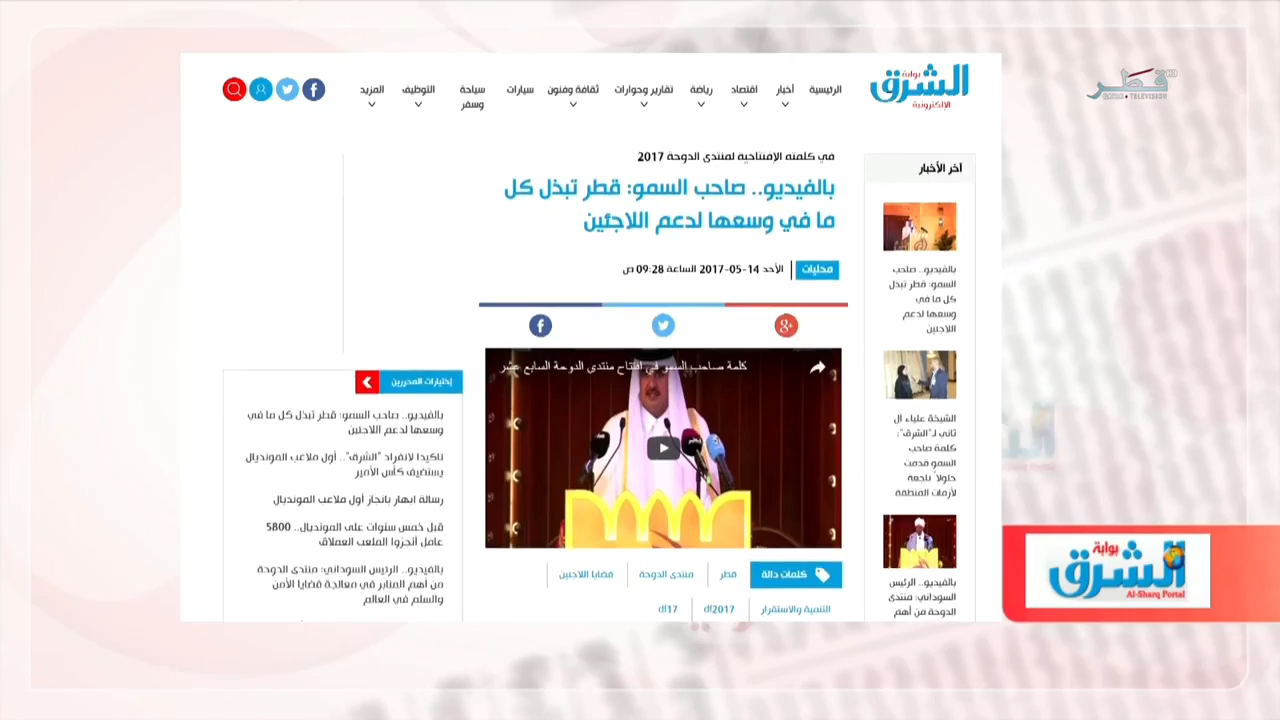 بوابة
الشرق
الإلكترونية
الرئيسية
أخبار
اقتصاد
رياضة
تقارير وحوارات
ثقافة وفنون
سيارات
سياحة
وسفر
التوظيف
المزيد
قطر HD
QATAR TELEVISION
في كلمته الإفتتاحية لمنتدى الدوحة 2017
بالفيديو.. صاحب السمو: قطر تبذل كل
ما في وسعها لدعم اللاجئين
محليات
الأحد 14-05-2017 الساعة 09:28 ص
كلمة صاحب السمو في افتتاح منتدى الدوحة السابع عشر
كلمات دالة
قطر
منتدى الدوحة
قضايا اللاجئين
التنمية والاستقرار
df2017
df17
آخر الأخبار
بالفيديو.. صاحب
السمو: قطر تبذل
كل ما في
وسعها لدعم
اللاجئين
الشيخة علياء آل
ثاني لـ"الشرق":
كلمة صاحب
السمو قدمت
حلولاً ناجعة
لأزمات المنطقة
بالفيديو.. الرئيس
السوداني: منتدى
الدوحة من أهم
إختيارات المحررين
بالفيديو.. صاحب السمو: قطر تبذل كل ما في
وسعها لدعم اللاجئين
تأكيدا لانفراد "الشرق".. أول ملاعب المونديال
يستضيف كأس الأمير
رسالة ابهار بانجاز أول ملاعب المونديال
قبل خمس سنوات على المونديال.. 5800
عامل أنجزوا الملعب العملاق
بالفيديو.. الرئيس السوداني: منتدى الدوحة
من أهم المنابر في معالجة قضايا الأمن
والسلم في العالم
بوابة
الشرق
Al-Sharq Portal